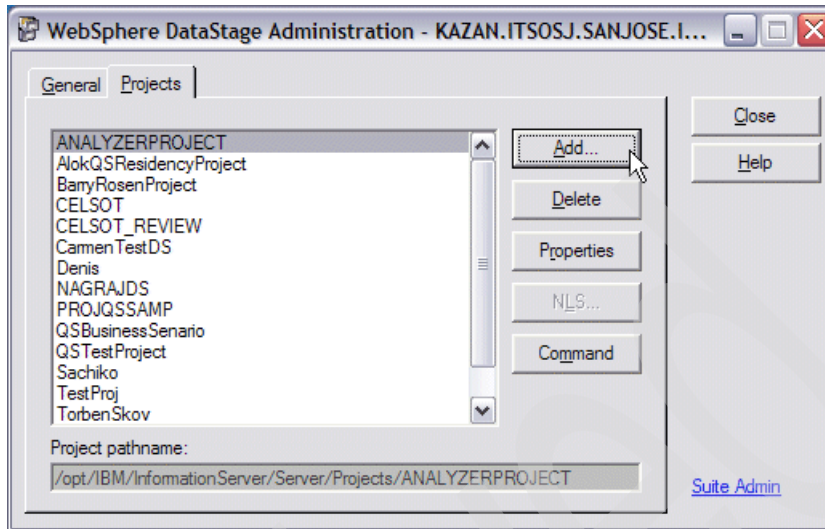 WebSphere DataStage Administration - KAZAN.ITSOSJ.SANJOSE.I...
General Projects
ANALYZERPROJECT
AlokQSResidencyProject
BarryRosenProject
CELSOT
CELSOT_REVIEW
CarmenTestDS
Denis
NAGRAJDS
PROJQSSAMP
QSBusinessSenario
QSTestProject
Sachiko
TestProj
TorbenSkov
Add...
Delete
Properties
NLS...
Command
Close
Help
Project pathname:
/opt/IBM/InformationServer/Server/Projects/ANALYZERPROJECT
Suite Admin